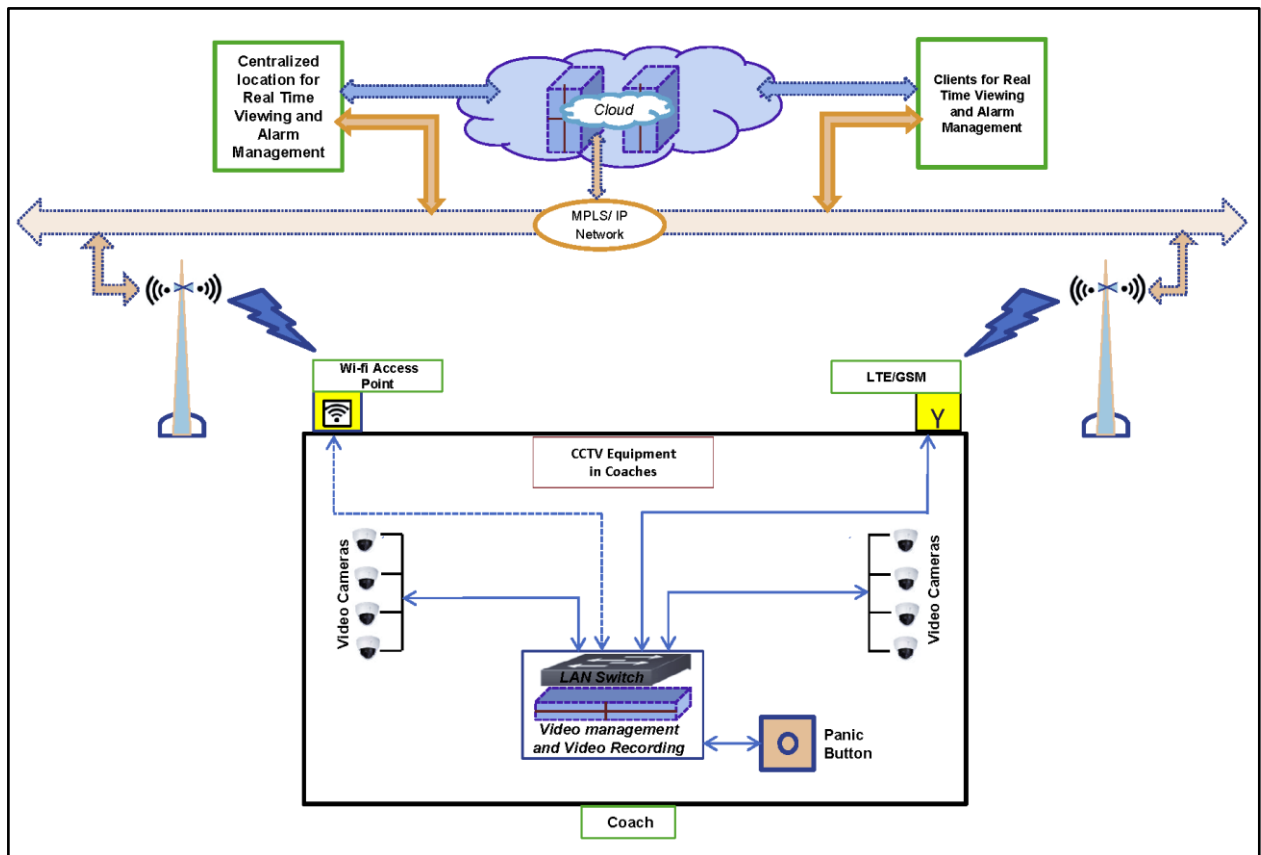 Centralized
location for
Real Time
Viewing and
Alarm
Management
Cloud
Clients for Real
Time Viewing
and Alarm
Management
MPLS/ IP
Network
Wi-fi Access
Point
LTE/GSM
CCTV Equipment
in Coaches
Video Cameras
Video Cameras
LAN Switch
Video management
and Video Recording
Panic
Button
Coach